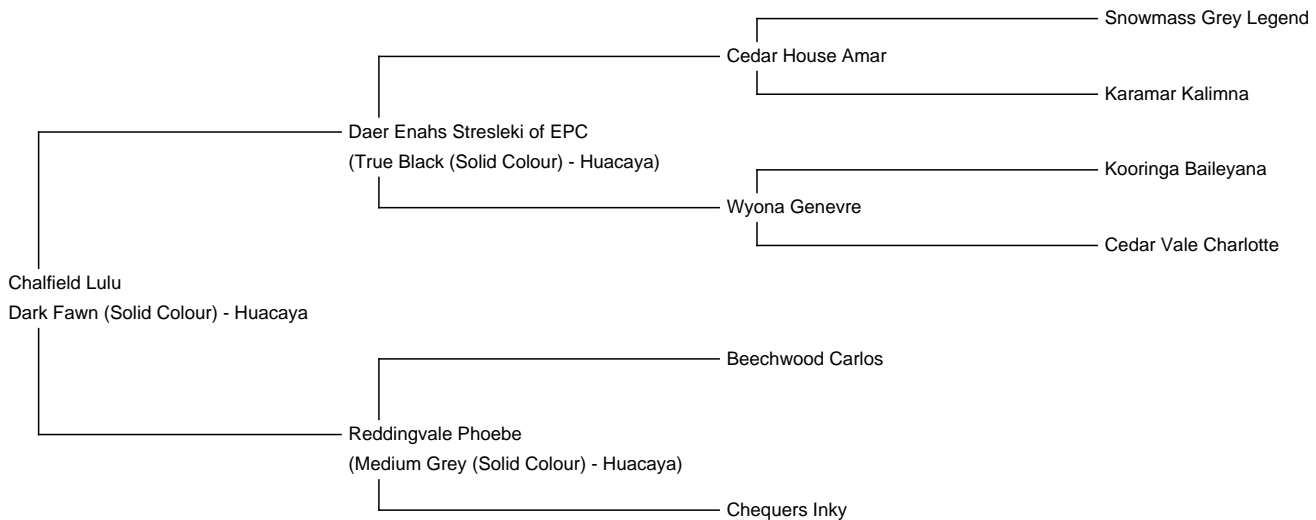 Snowmass Grey Legend
Cedar House Amar
Karamar Kalimna
Daer Enahs Stresleki of EPC
(True Black (Solid Colour) - Huacaya)
Kooringa Baileyana
Wyona Genevre
Cedar Vale Charlotte
Chalfield Lulu
Dark Fawn (Solid Colour) - Huacaya
Beechwood Carlos
Reddingvale Phoebe
(Medium Grey (Solid Colour) - Huacaya)
Chequers Inky